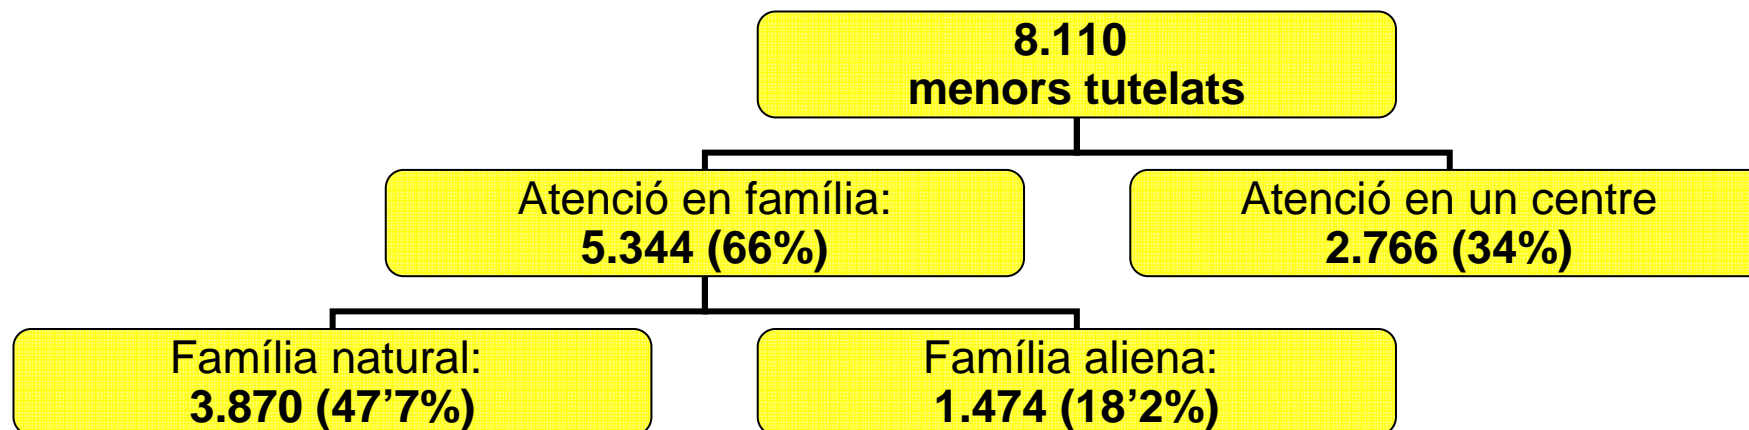 8.110
menors tutelats
Atenció en família:
5.344 (66%)
Atenció en un centre
2.766 (34%)
Família natural:
3.870 (47’7%)
Família aliena:
1.474 (18’2%)